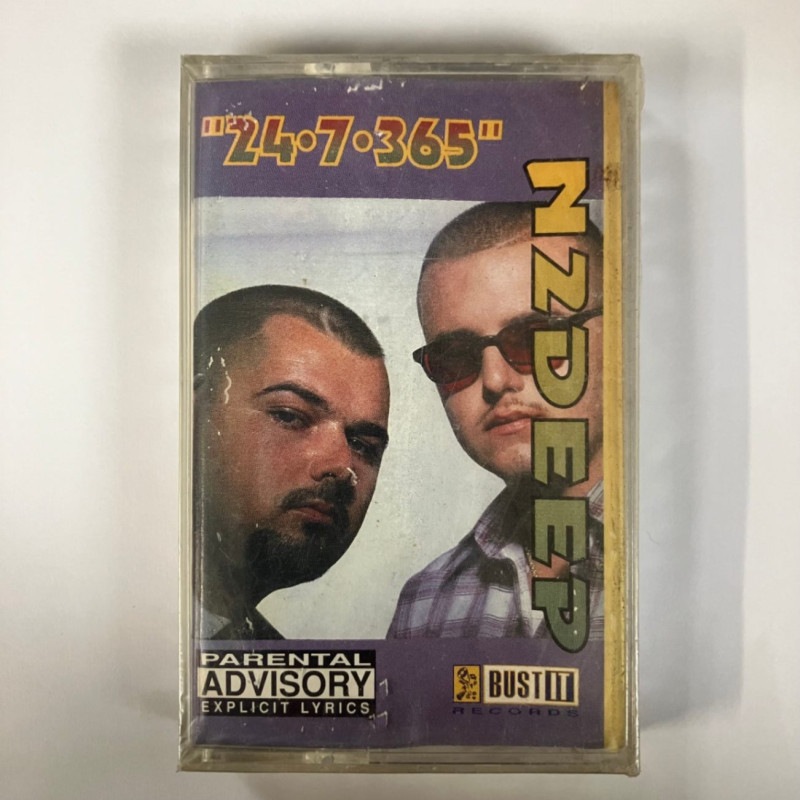 "24•7•365"
N2DEEP
PARENTAL
ADVISORY
EXPLICIT LYRICS
BUST IT
RECORDS